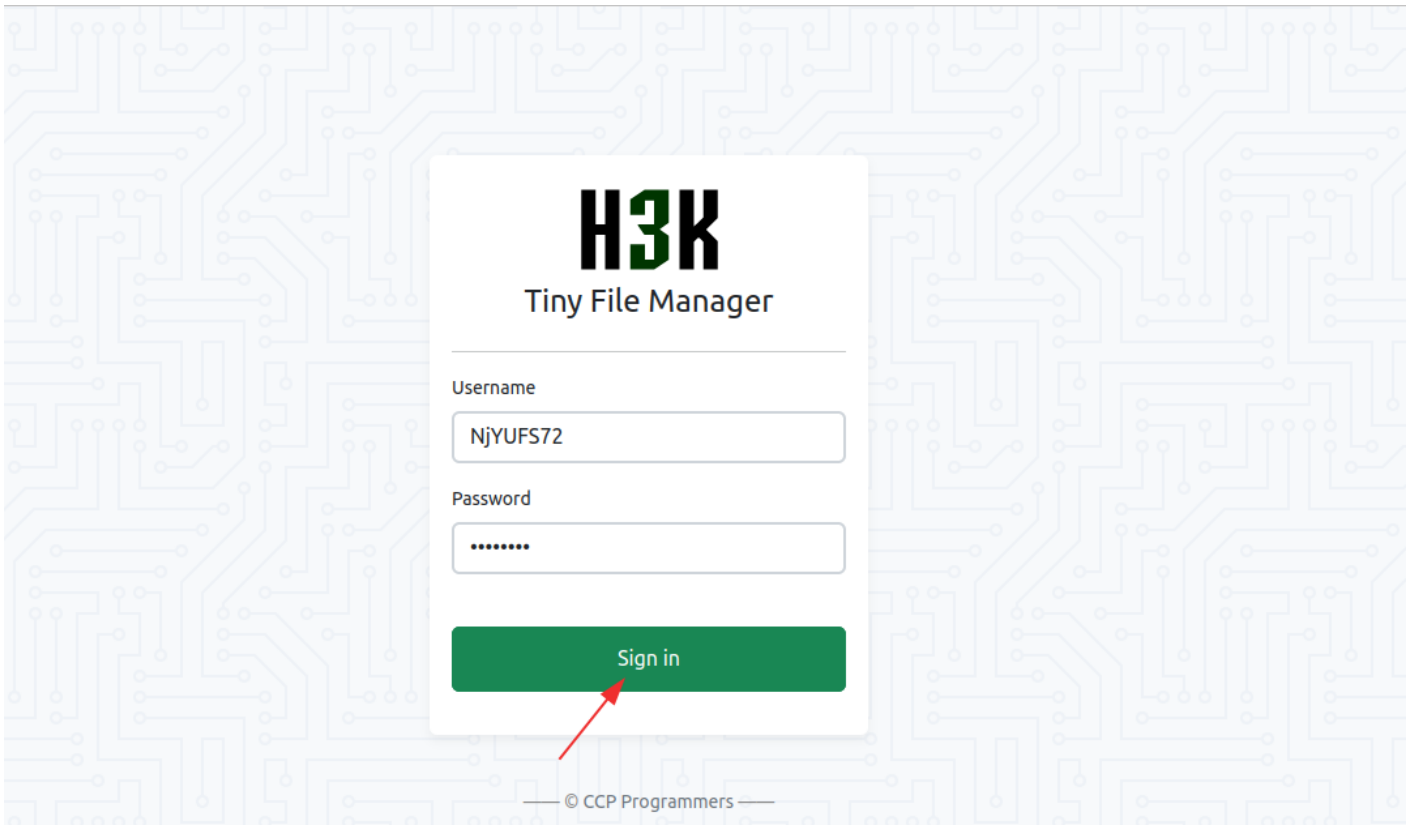 H3K
Tiny File Manager
Username
NjYUFS72
Password
••••••••
Sign in
© CCP Programmers